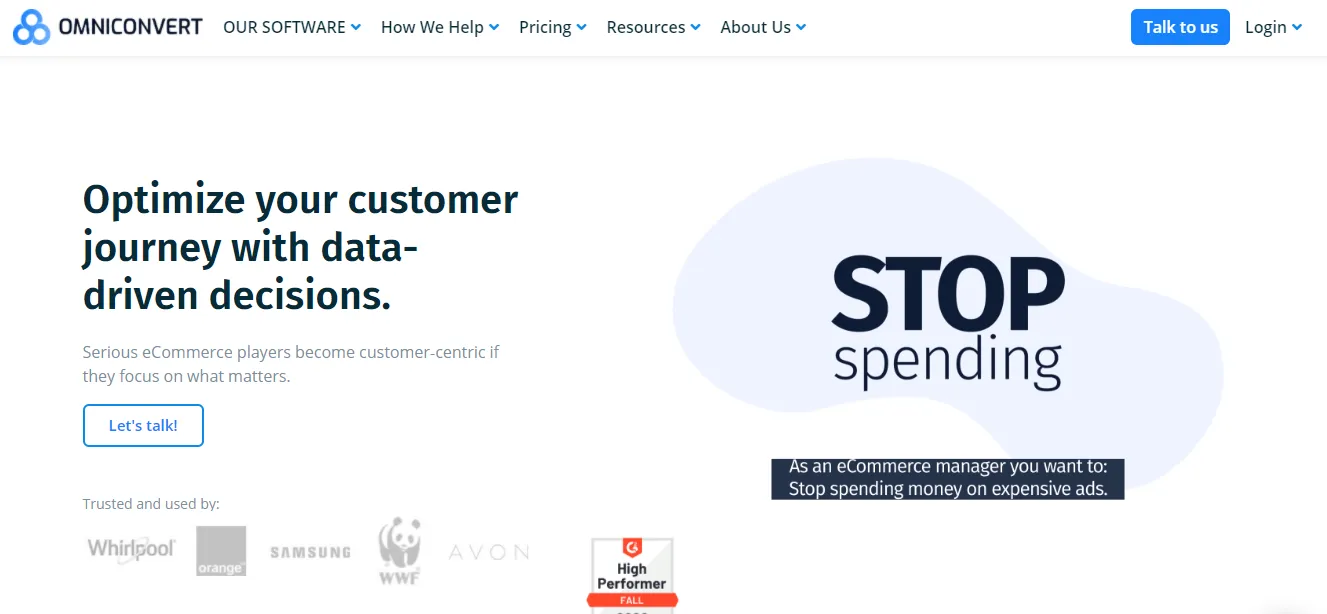 OMNICONVERT OUR SOFTWARE How We Help Pricing Resources About Us Talk to us Login
Optimize your customer
journey with data-
driven decisions.
Serious eCommerce players become customer-centric if
they focus on what matters.
Let's talk!
STOP
spending
As an eCommerce manager you want to:
Stop spending money on expensive ads.
Trusted and used by:
Whirlpool orange SAMSUNG WWF AVON
High
Performer
FALL